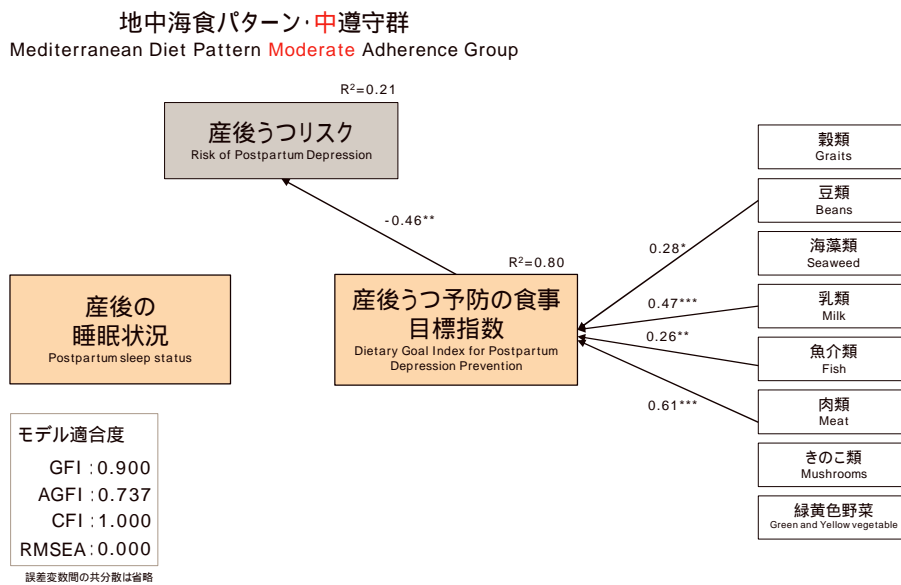 地中海食パターン･中遵守群
Mediterranean Diet Pattern Moderate Adherence Group
R²=0.21
産後うつリスク
Risk of Postpartum Depression
-0.46**
R²=0.80
産後の
睡眠状況
Postpartum sleep status
産後うつ予防の食事
目標指数
Dietary Goal Index for Postpartum
Depression Prevention
0.28*
0.47***
0.26**
0.61***
穀類
Graits
豆類
Beans
海藻類
Seaweed
乳類
Milk
魚介類
Fish
肉類
Meat
きのこ類
Mushrooms
緑黄色野菜
Green and Yellow vegetable
モデル適合度
GFI :0.900
AGFI :0.737
CFI :1.000
RMSEA:0.000
誤差変数間の共分散は省略